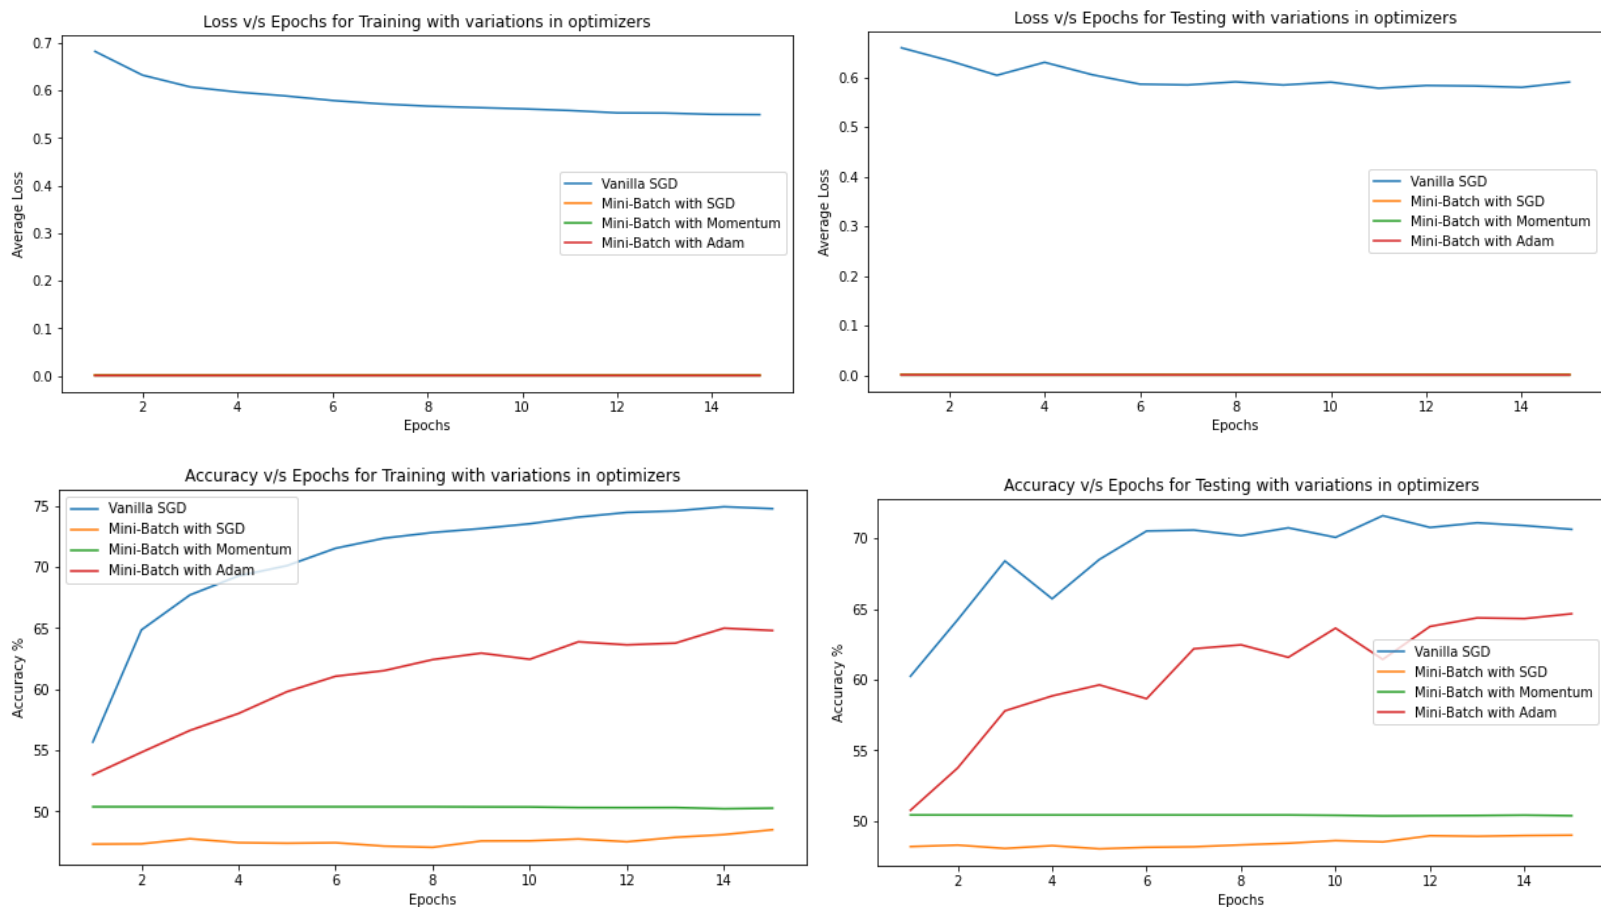 Loss v/s Epochs for Training with variations in optimizers
0.7
0.6
0.5
0.4
0.3
0.2
0.1
0.0
Average Loss
Vanilla SGD
Mini-Batch with SGD
Mini-Batch with Momentum
Mini-Batch with Adam
2 4 6 8 10 12 14
Epochs
Loss v/s Epochs for Testing with variations in optimizers
0.6
0.5
0.4
0.3
0.2
0.1
0.0
Average Loss
Vanilla SGD
Mini-Batch with SGD
Mini-Batch with Momentum
Mini-Batch with Adam
2 4 6 8 10 12 14
Epochs
Accuracy v/s Epochs for Training with variations in optimizers
75
70
65
60
55
50
Accuracy %
Vanilla SGD
Mini-Batch with SGD
Mini-Batch with Momentum
Mini-Batch with Adam
2 4 6 8 10 12 14
Epochs
Accuracy v/s Epochs for Testing with variations in optimizers
70
65
60
55
50
Accuracy %
Vanilla SGD
Mini-Batch with SGD
Mini-Batch with Momentum
Mini-Batch with Adam
2 4 6 8 10 12 14
Epochs